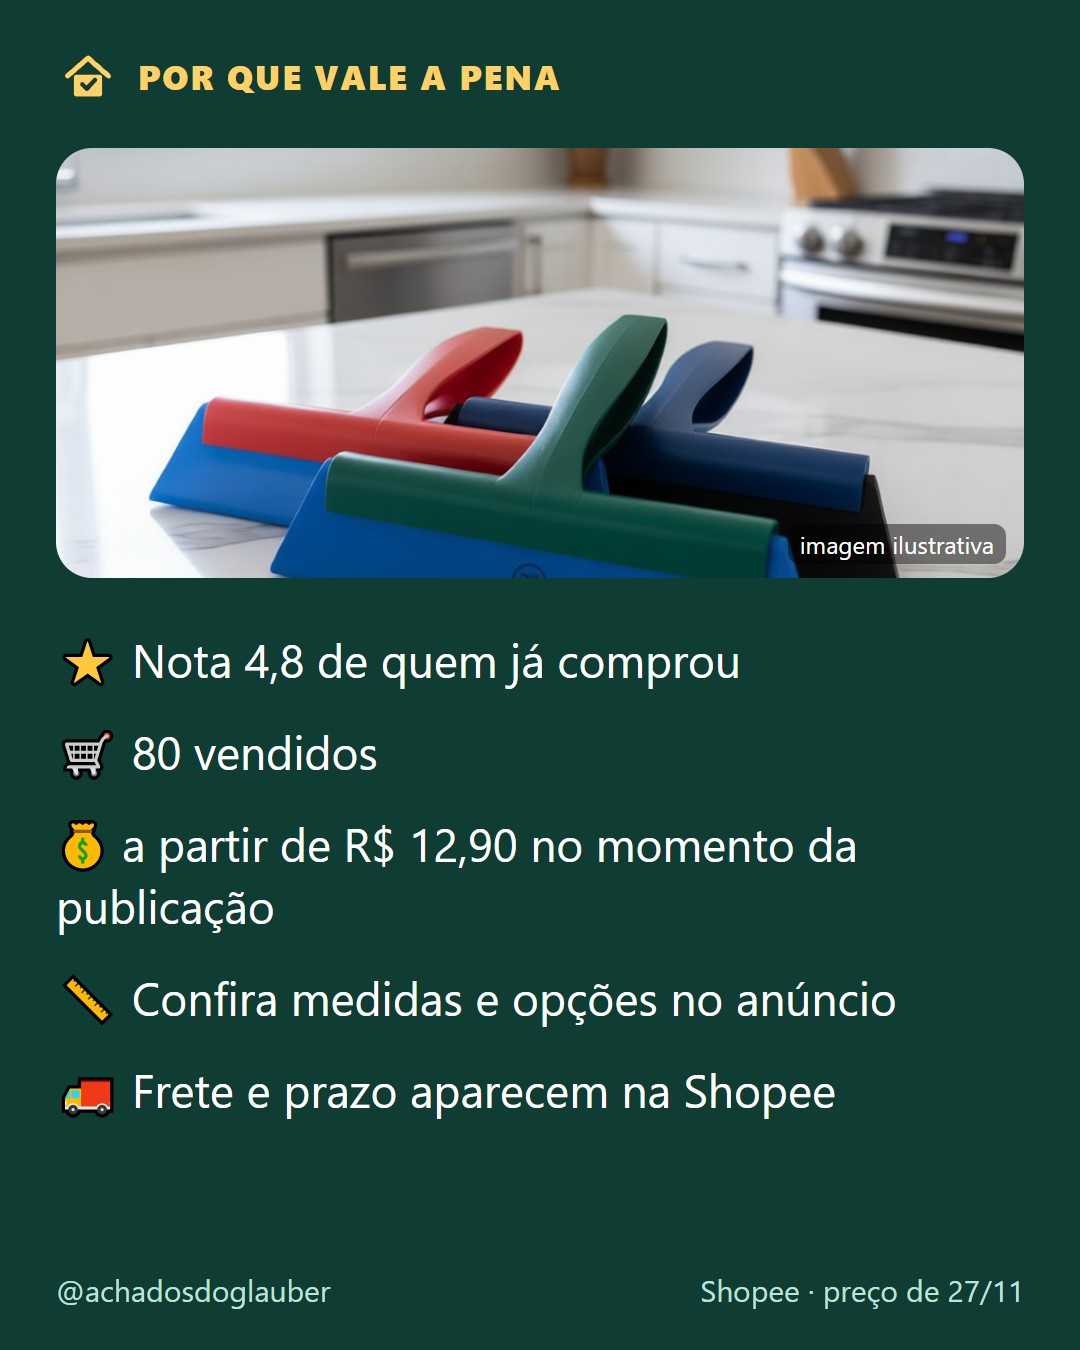 POR QUE VALE A PENA
imagem ilustrativa
⭐ Nota 4,8 de quem já comprou
🛒 80 vendidos
💰 a partir de R$ 12,90 no momento da
publicação
📏 Confira medidas e opções no anúncio
🚚 Frete e prazo aparecem na Shopee
@achadosdoglauber
Shopee · preço de 27/11